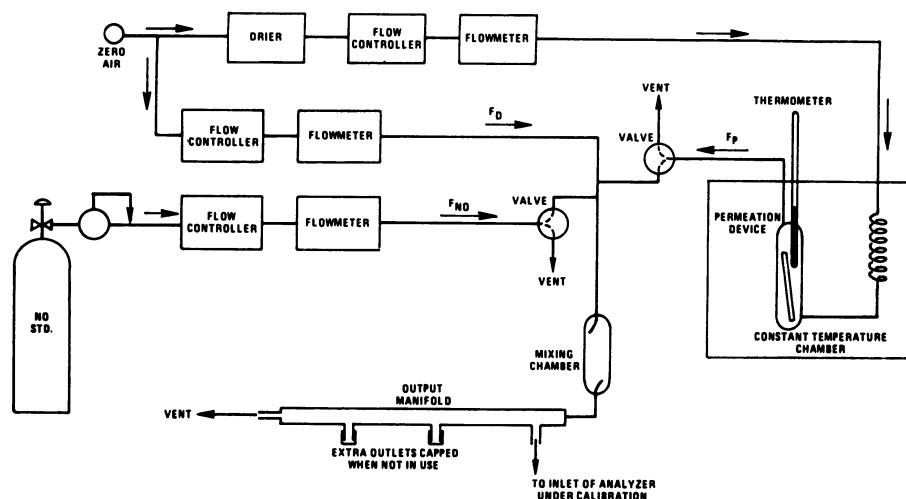 ZERO
AIR
DRIER
FLOW
CONTROLLER
FLOWMETER
FLOW
CONTROLLER
FLOWMETER
F_D
VENT
VALVE
F_P
THERMOMETER
FLOW
CONTROLLER
FLOWMETER
F_NO
VALVE
VENT
PERMEATION
DEVICE
CONSTANT TEMPERATURE
CHAMBER
NO
STD.
MIXING
CHAMBER
OUTPUT
MANIFOLD
VENT
EXTRA OUTLETS CAPPED
WHEN NOT IN USE
TO INLET OF ANALYZER
UNDER CALIBRATION